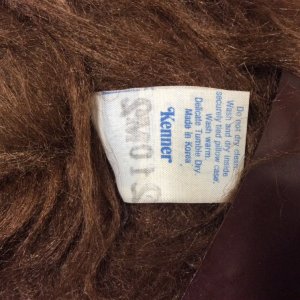 Do not dry clean.
Wash and dry inside
securely tied pillow case.
Wash warm.
Delicate Tumble Dry.
Made in Korea
Kenner